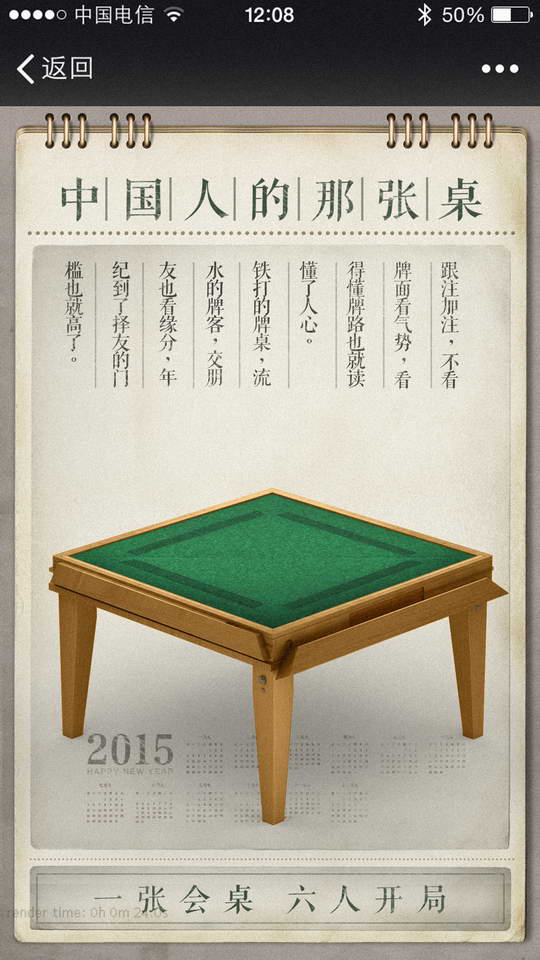 中国电信
12:08
50%
返回
中国人的那张桌
跟注加注，不看
牌面看气势，看
得懂牌路也就读
懂了人心。
铁打的牌桌，流
水的牌客，交朋
友也看缘分，年
纪到了择友的门
槛也就高了。
2015
HAPPY NEW YEAR
一张会桌 六人开局
render time: 0h 0m 24.0s